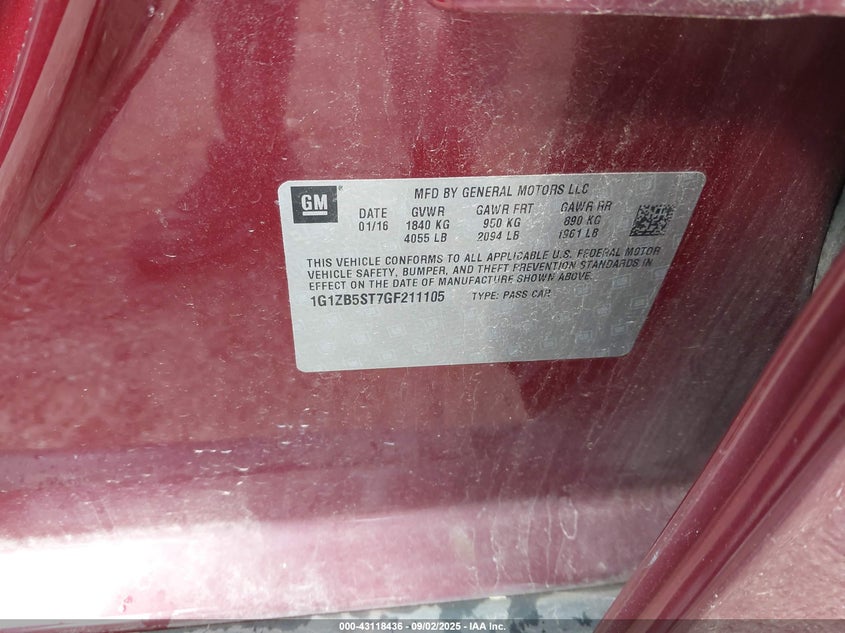 GM
MFD BY GENERAL MOTORS LLC
DATE GVWR GAWR FRT GAWR RR
01/16 1840 KG 950 KG 890 KG
4055 LB 2094 LB 1961 LB
THIS VEHICLE CONFORMS TO ALL APPLICABLE U.S. FEDERAL MOTOR
VEHICLE SAFETY, BUMPER, AND THEFT PREVENTION STANDARDS IN
EFFECT ON THE DATE OF MANUFACTURE SHOWN ABOVE.
1G1ZB5ST7GF211105 TYPE: PASS CAR
000-43118436 - 09/02/2025 - IAA Inc.